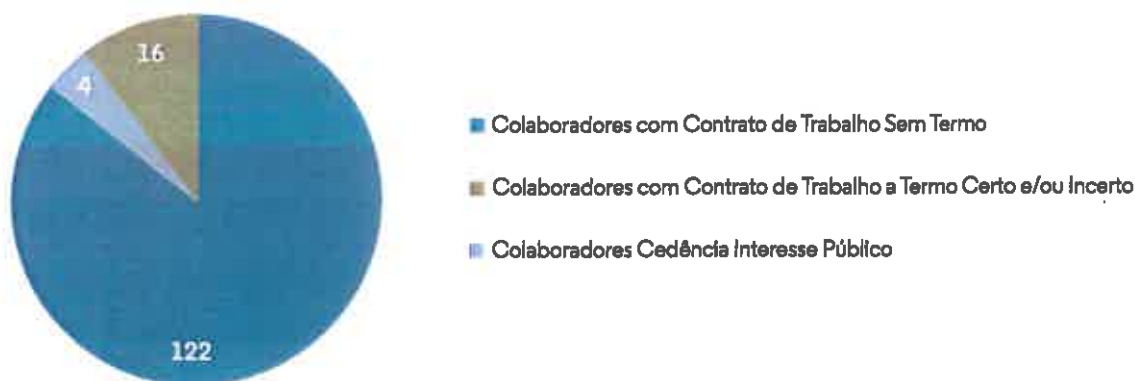 16
4
122
Colaboradores com Contrato de Trabalho Sem Termo
Colaboradores com Contrato de Trabalho a Termo Certo e/ou Incerto
Colaboradores Cedência Interesse Público